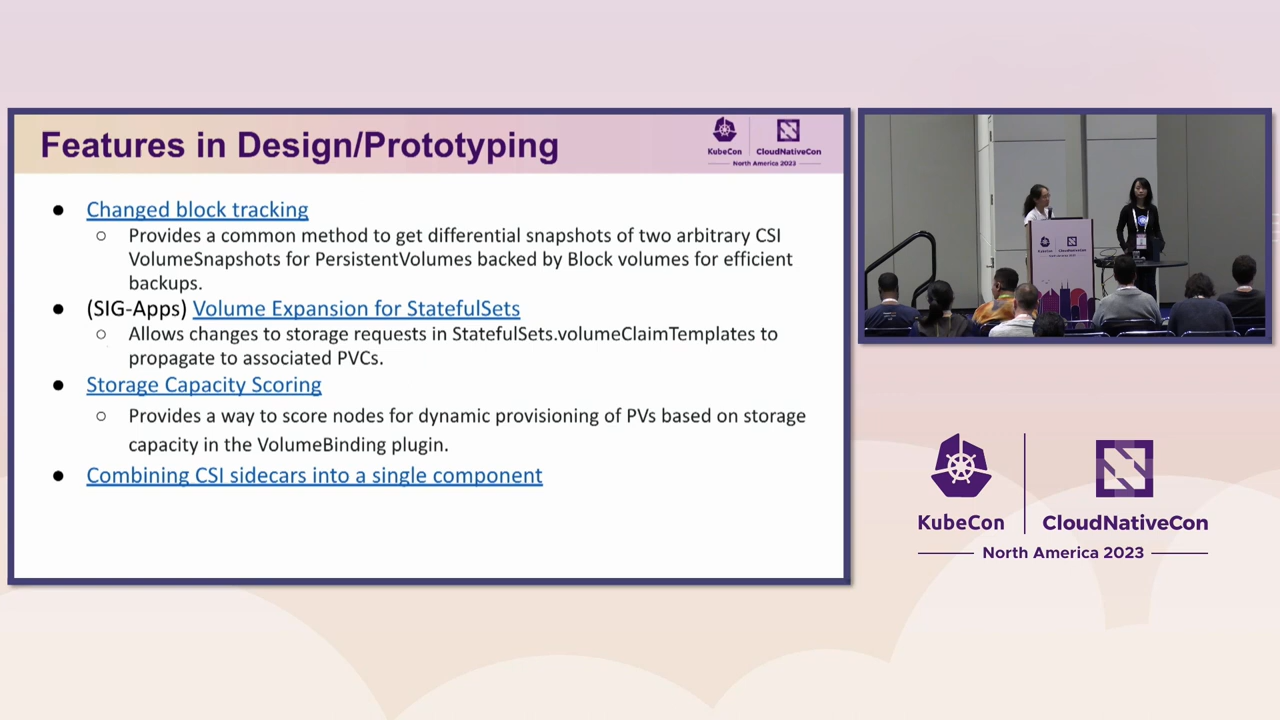 Features in Design/Prototyping
KubeCon
CloudNativeCon
North America 2023
● Changed block tracking
○ Provides a common method to get differential snapshots of two arbitrary CSI
VolumeSnapshots for PersistentVolumes backed by Block volumes for efficient
backups.
● (SIG-Apps) Volume Expansion for StatefulSets
○ Allows changes to storage requests in StatefulSets.volumeClaimTemplates to
propagate to associated PVCs.
● Storage Capacity Scoring
○ Provides a way to score nodes for dynamic provisioning of PVs based on storage
capacity in the VolumeBinding plugin.
● Combining CSI sidecars into a single component
KubeCon
CloudNativeCon
North America 2023